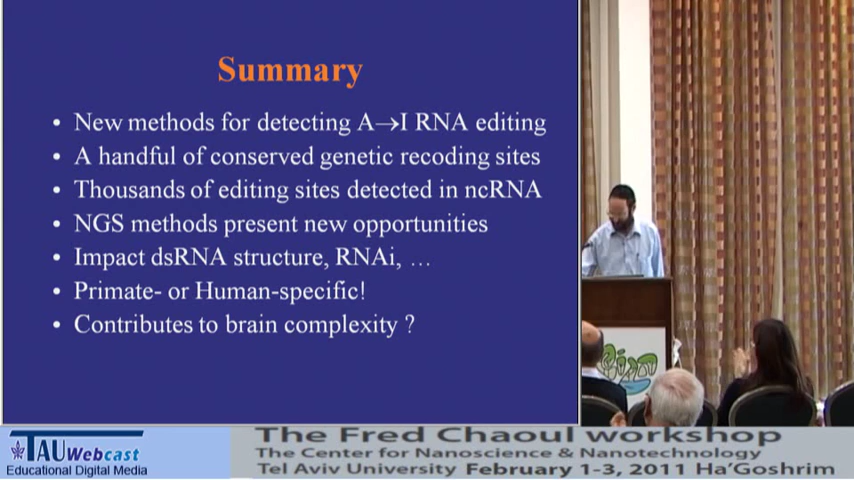 Summary
• New methods for detecting A→I RNA editing
• A handful of conserved genetic recoding sites
• Thousands of editing sites detected in ncRNA
• NGS methods present new opportunities
• Impact dsRNA structure, RNAi, …
• Primate- or Human-specific!
• Contributes to brain complexity ?
TAU Webcast
Educational Digital Media
The Fred Chaoul workshop
The Center for Nanoscience & Nanotechnology
Tel Aviv University February 1-3, 2011 Ha'Goshrim